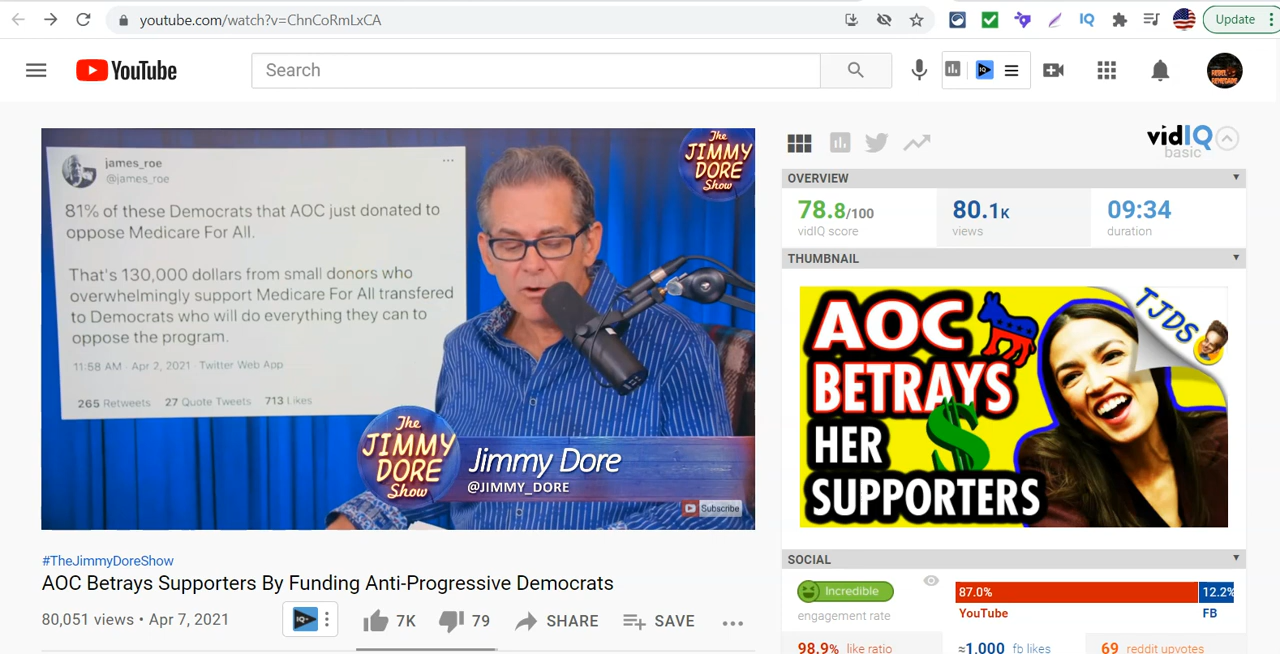 youtube.com/watch?v=ChnCoRmLxCA
IQ
Update
YouTube
Search
IQ
The
JIMMY
DORE
Show
james_roe
@james_roe
81% of these Democrats that AOC just donated to
oppose Medicare For All.
That's 130,000 dollars from small donors who
overwhelmingly support Medicare For All transferred
to Democrats who will do everything they can to
oppose the program.
11:58 AM · Apr 2, 2021 · Twitter Web App
265 Retweets 27 Quote Tweets 713 Likes
The
JIMMY
DORE
Show
Jimmy Dore
@JIMMY_DORE
Subscribe
#TheJimmyDoreShow
AOC Betrays Supporters By Funding Anti-Progressive Democrats
80,051 views • Apr 7, 2021
IQ
7K
79
SHARE
SAVE
vidIQ
basic
OVERVIEW
78.8/100
vidIQ score
80.1K
views
09:34
duration
THUMBNAIL
AOC
BETRAYS
HER
SUPPORTERS
$
TJDS
SOCIAL
Incredible
engagement rate
87.0%
12.2%
YouTube
FB
98.9% like ratio
≈1,000 fb likes
69 reddit upvotes